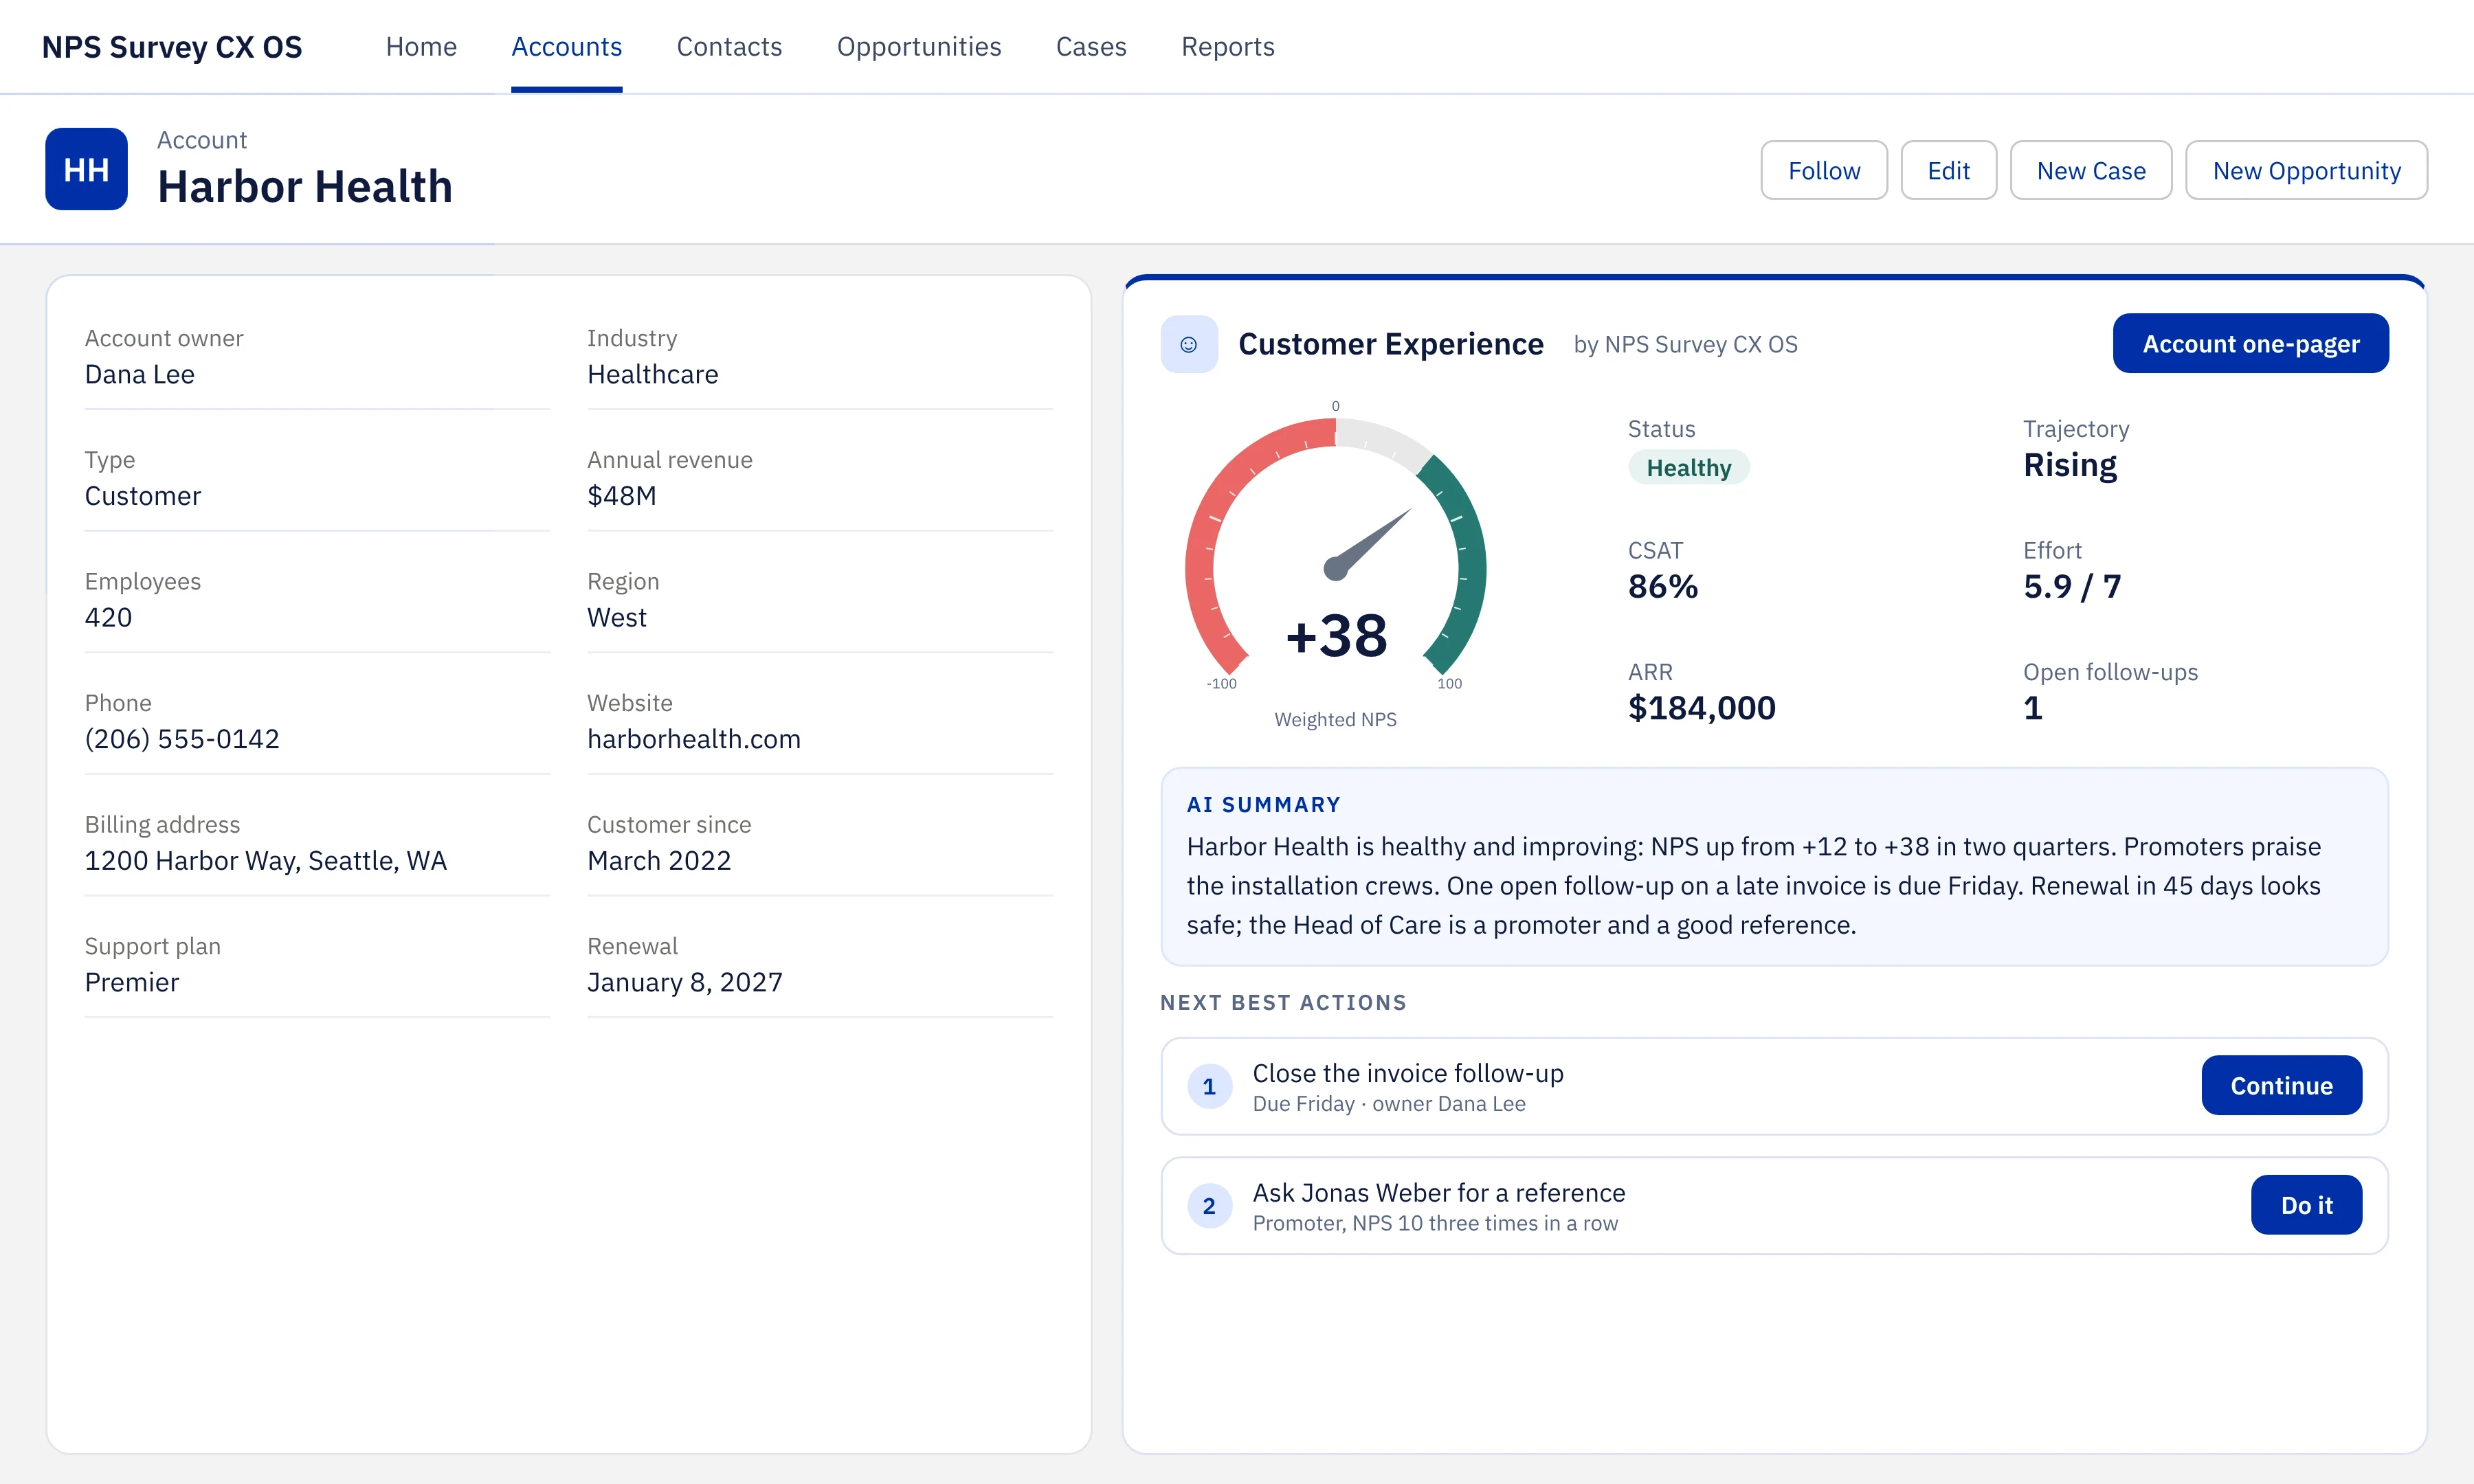 NPS Survey CX OS
Home
Accounts
Contacts
Opportunities
Cases
Reports
HH
Account
Harbor Health
Follow
Edit
New Case
New Opportunity
Account owner
Dana Lee
Industry
Healthcare
Type
Customer
Annual revenue
$48M
Employees
420
Region
West
Phone
(206) 555-0142
Website
harborhealth.com
Billing address
1200 Harbor Way, Seattle, WA
Customer since
March 2022
Support plan
Premier
Renewal
January 8, 2027
Customer Experience
by NPS Survey CX OS
Account one-pager
0
-100
100
+38
Weighted NPS
Status
Healthy
Trajectory
Rising
CSAT
86%
Effort
5.9 / 7
ARR
$184,000
Open follow-ups
1
AI SUMMARY
Harbor Health is healthy and improving: NPS up from +12 to +38 in two quarters. Promoters praise
the installation crews. One open follow-up on a late invoice is due Friday. Renewal in 45 days looks
safe; the Head of Care is a promoter and a good reference.
NEXT BEST ACTIONS
1
Close the invoice follow-up
Due Friday · owner Dana Lee
Continue
2
Ask Jonas Weber for a reference
Promoter, NPS 10 three times in a row
Do it